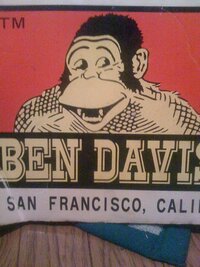 TM
BEN DAVIS
SAN FRANCISCO, CALI